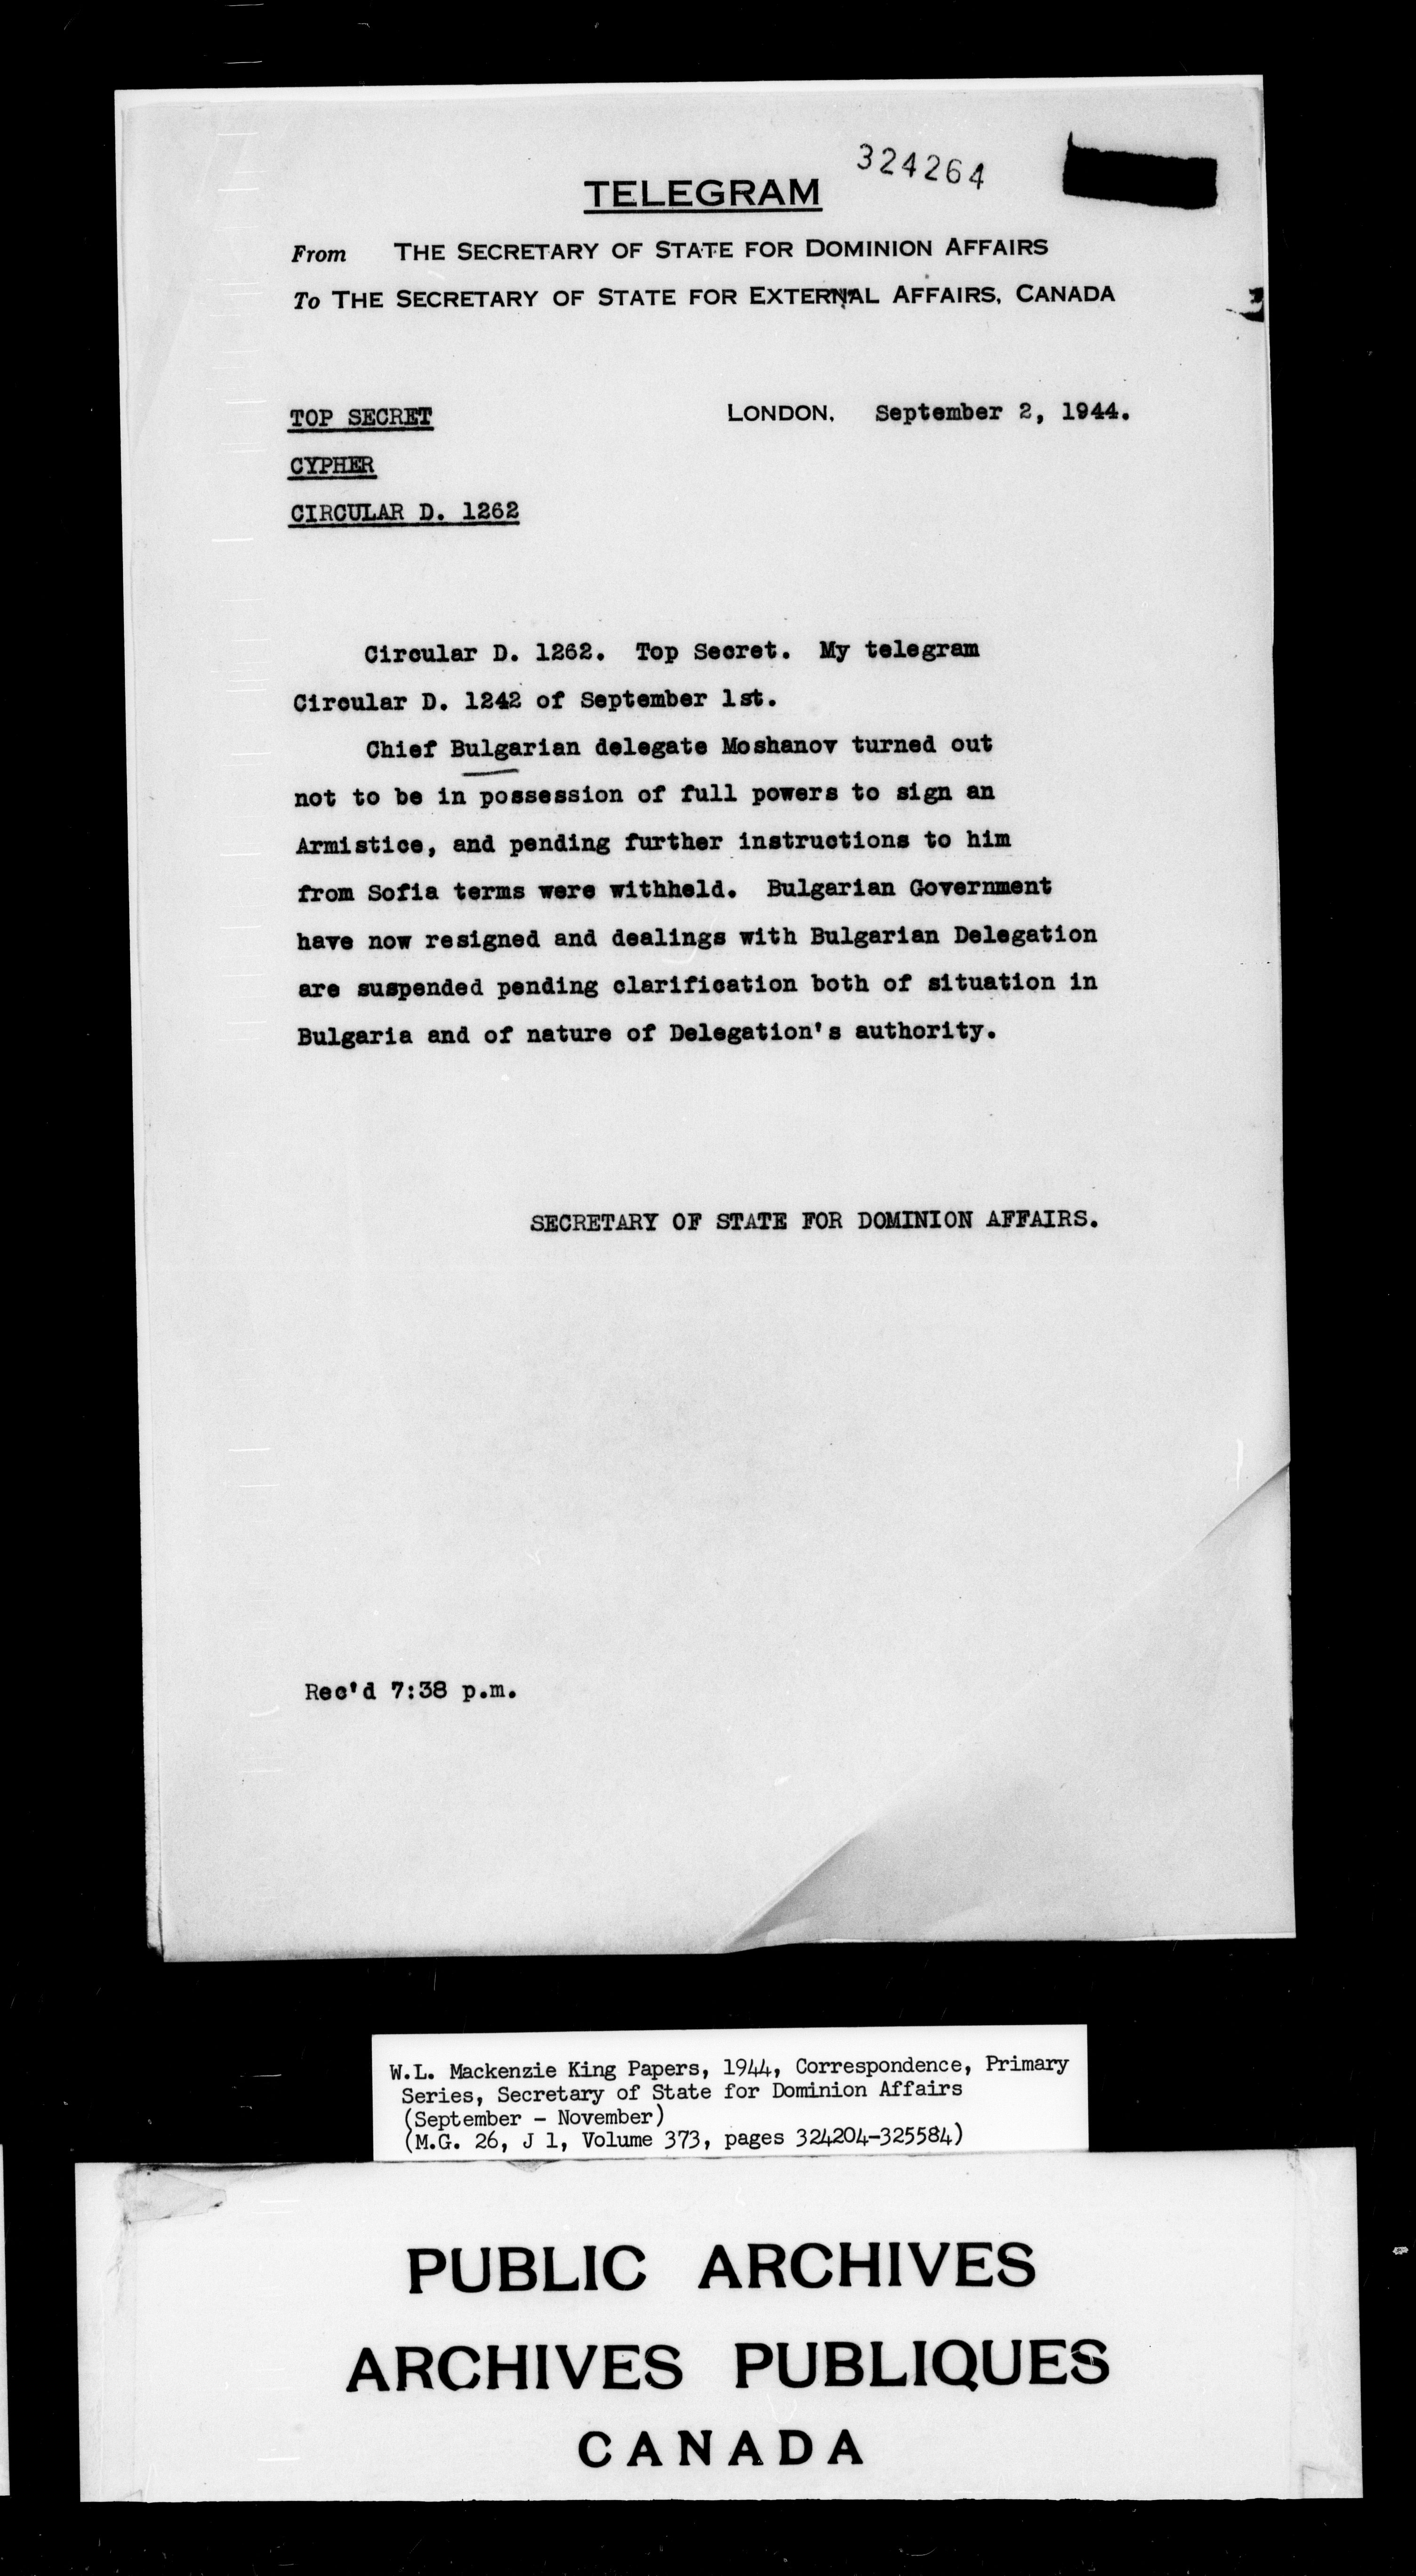 324264
TELEGRAM
From THE SECRETARY OF STATE FOR DOMINION AFFAIRS
To THE SECRETARY OF STATE FOR EXTERNAL AFFAIRS, CANADA
TOP SECRET
LONDON, September 2, 1944.
CYPHER
CIRCULAR D. 1262
Circular D. 1262. Top Secret. My telegram
Circular D. 1242 of September 1st.
Chief Bulgarian delegate Moshanov turned out
not to be in possession of full powers to sign an
Armistice, and pending further instructions to him
from Sofia terms were withheld. Bulgarian Government
have now resigned and dealings with Bulgarian Delegation
are suspended pending clarification both of situation in
Bulgaria and of nature of Delegation's authority.
SECRETARY OF STATE FOR DOMINION AFFAIRS.
Rec'd 7:38 p.m.
W.L. Mackenzie King Papers, 1944, Correspondence, Primary
Series, Secretary of State for Dominion Affairs
(September - November)
(M.G. 26, J 1, Volume 373, pages 324204-325584)
PUBLIC ARCHIVES
ARCHIVES PUBLIQUES
CANADA